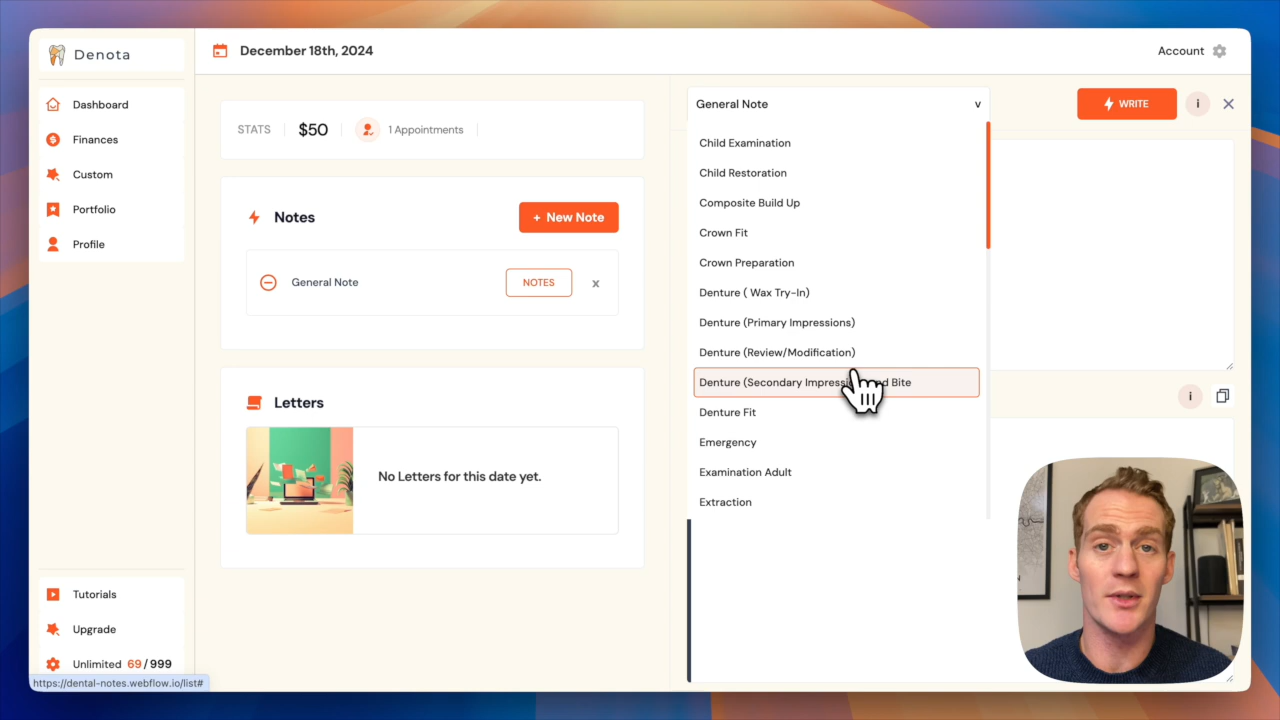 Denota
Dashboard
Finances
Custom
Portfolio
Profile
Tutorials
Upgrade
Unlimited 69/999
https://dental-notes.webflow.io/list#
December 18th, 2024
Account
STATS $50 1 Appointments
Notes
+ New Note
General Note NOTES x
Letters
No Letters for this date yet.
General Note v
WRITE i
Child Examination
Child Restoration
Composite Build Up
Crown Fit
Crown Preparation
Denture ( Wax Try-In)
Denture (Primary Impressions)
Denture (Review/Modification)
Denture (Secondary Bite
Denture Fit
Emergency
Examination Adult
Extraction
i